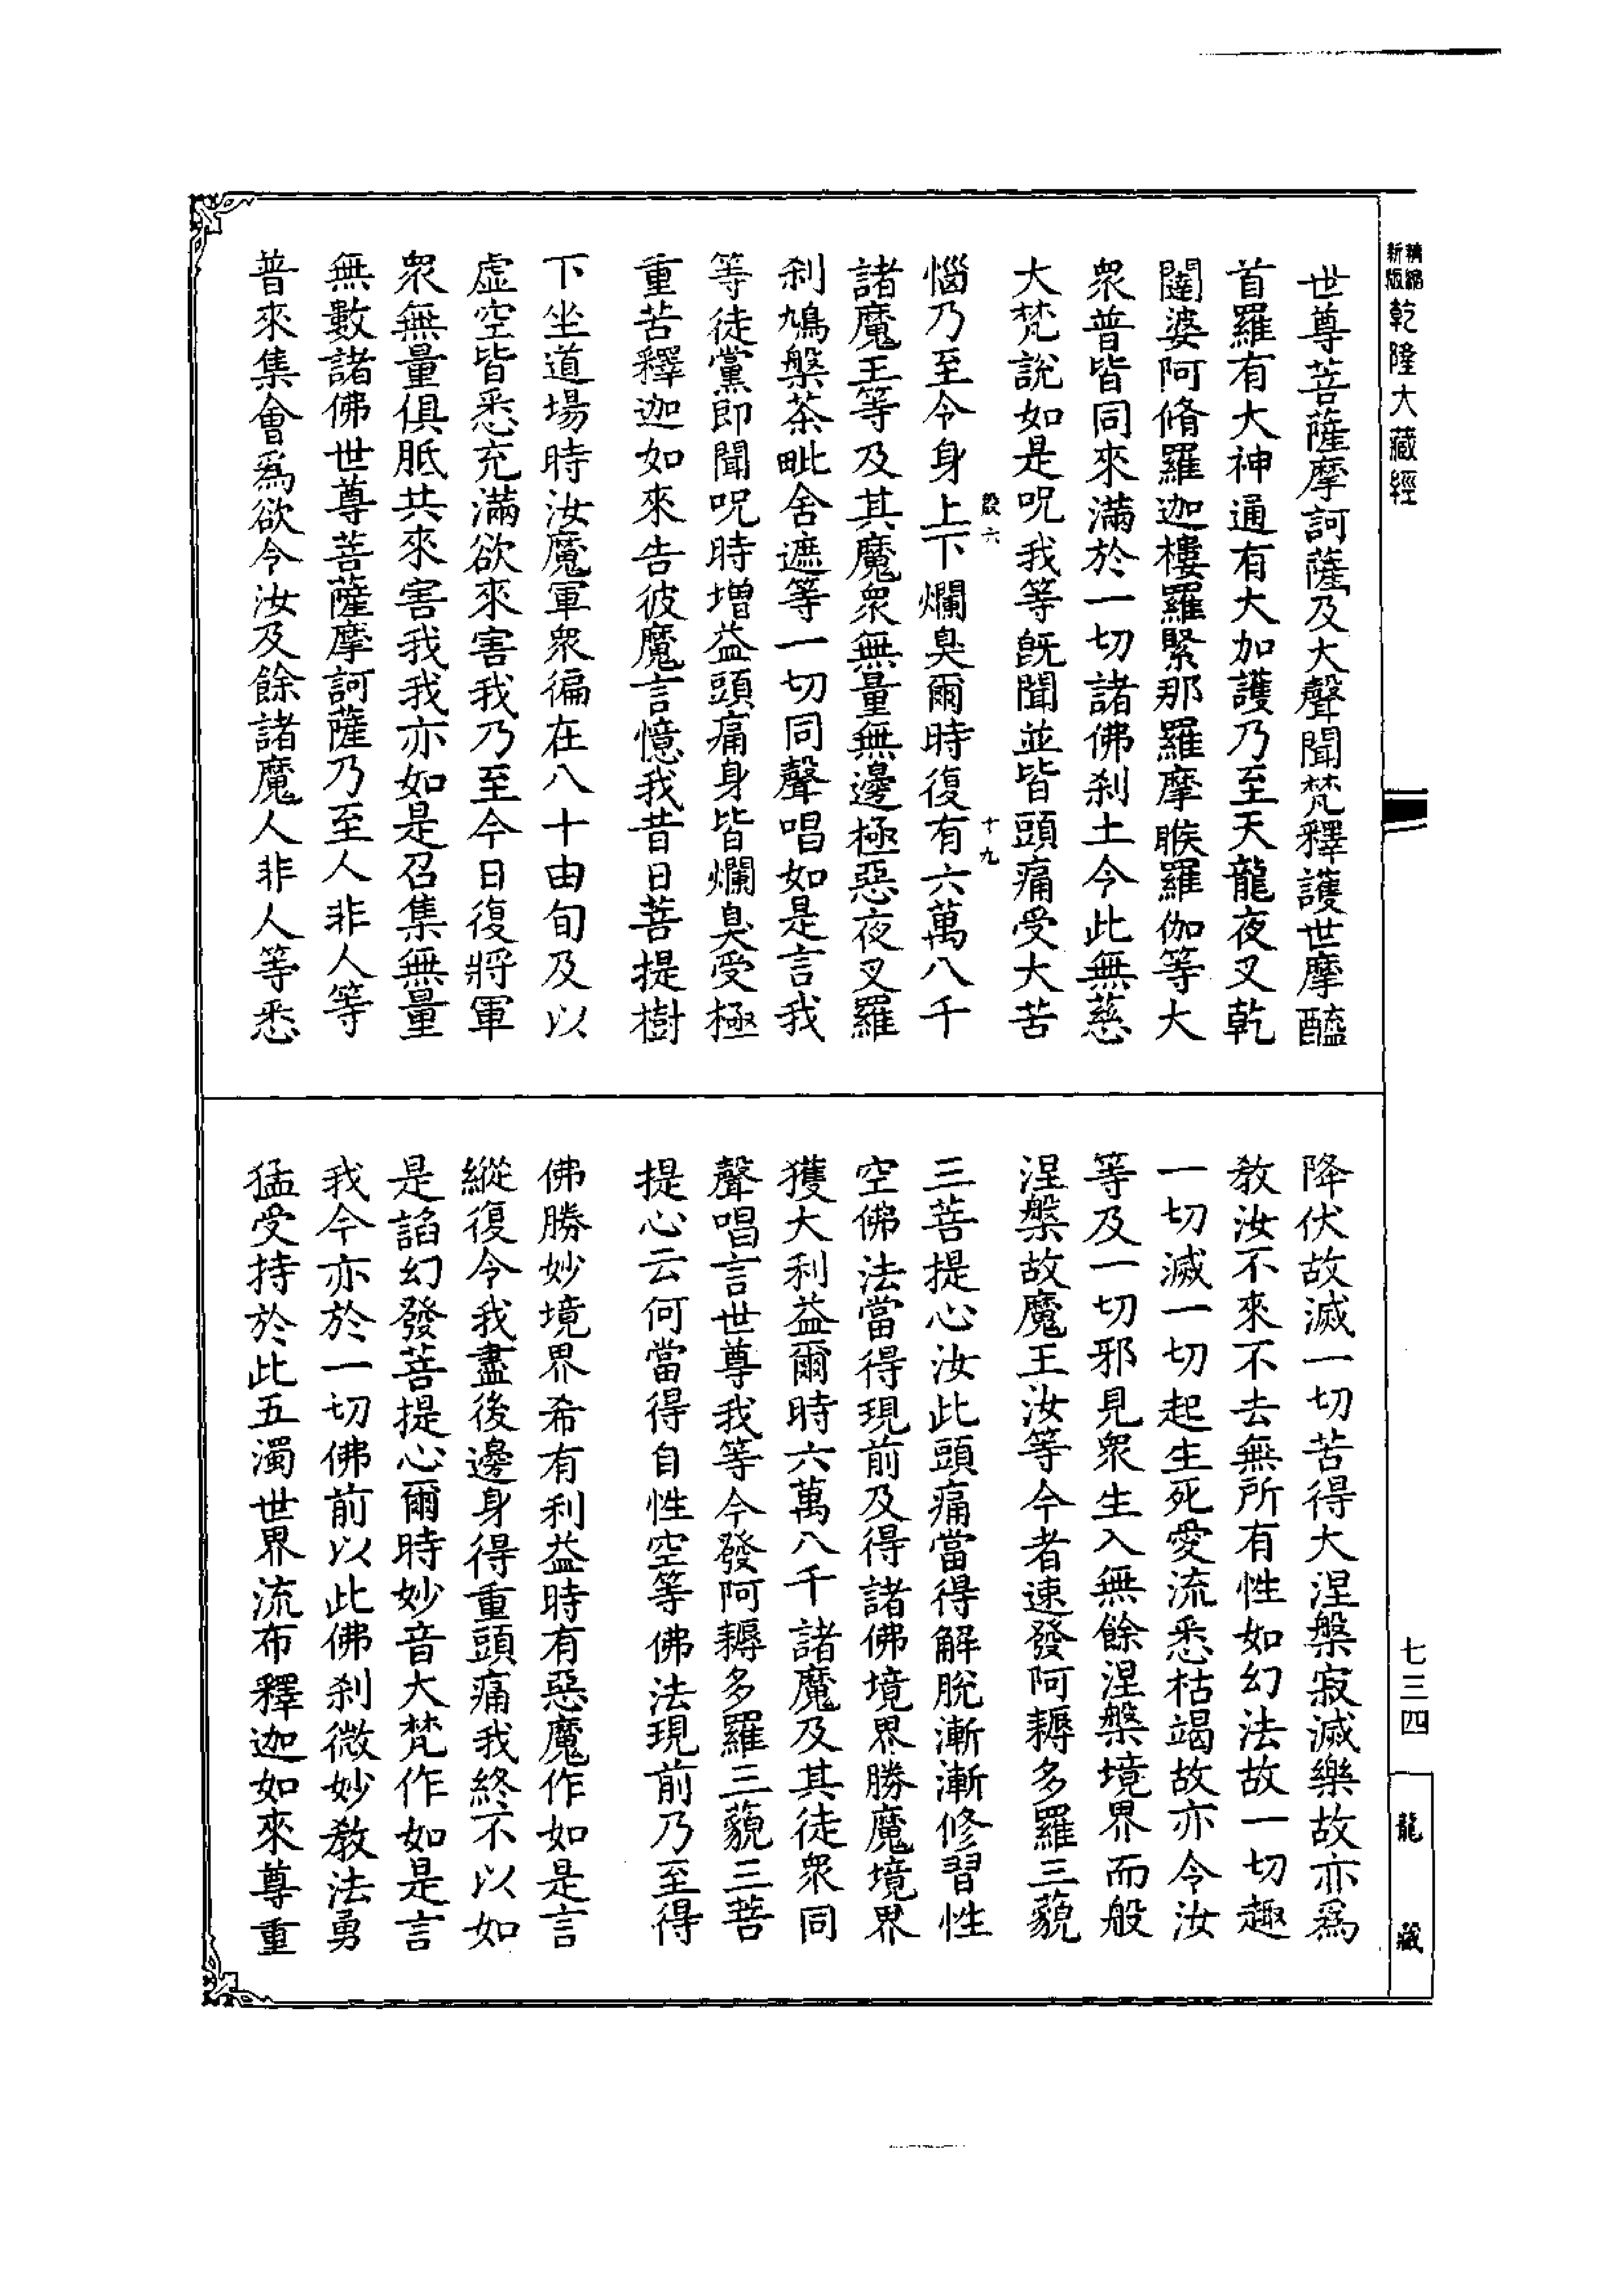 精縮
新版
乾隆大藏經
世尊菩薩摩訶薩及大聲聞梵釋護世摩醯
首羅有大神通有大加護乃至天龍夜叉乾
闥婆阿脩羅迦樓羅緊那羅摩睺羅伽等大
衆普皆同來滿於一切諸佛剎土今此無慈
大梵說如是呪我等旣聞並皆頭痛受大苦
殷六
十九
惱乃至今身上下爛臭爾時復有六萬八千
諸魔王等及其魔衆無量無邊極惡夜叉羅
剎鳩槃茶毗舍遮等一切同聲唱如是言我
等徒黨即聞呪時增益頭痛身皆爛臭受極
重苦釋迦如來告彼魔言憶我昔日菩提樹
下坐道場時汝魔軍衆徧在八十由旬及以
虛空皆悉充滿欲來害我乃至今日復將軍
衆無量俱胝共來害我我亦如是召集無量
無數諸佛世尊菩薩摩訶薩乃至人非人等
普來集會爲欲令汝及餘諸魔人非人等悉
降伏故滅一切苦得大涅槃寂滅樂故亦爲
敎汝不來不去無所有性如幻法故一切趣
一切滅一切起生死愛流悉枯竭故亦令汝
等及一切邪見衆生入無餘涅槃境界而般
涅槃故魔王汝等今者速發阿耨多羅三藐
三菩提心汝此頭痛當得解脫漸漸修習性
空佛法當得現前及得諸佛境界勝魔境界
獲大利益爾時六萬八千諸魔及其徒衆同
聲唱言世尊我等今發阿耨多羅三藐三菩
提心云何當得自性空等佛法現前乃至得
佛勝妙境界希有利益時有惡魔作如是言
縱復令我盡後邊身得重頭痛我終不以如
是諂幻發菩提心爾時妙音大梵作如是言
我今亦於一切佛前以此佛剎微妙敎法勇
猛受持於此五濁世界流布釋迦如來尊重
七三四
龍藏